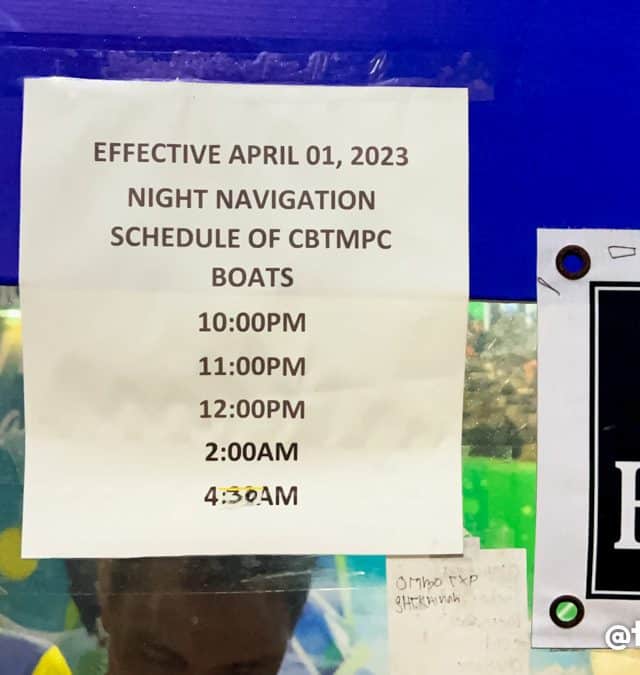 EFFECTIVE APRIL 01, 2023
NIGHT NAVIGATION
SCHEDULE OF CBTMPC
BOATS
10:00PM
11:00PM
12:00PM
2:00AM
4:30AM